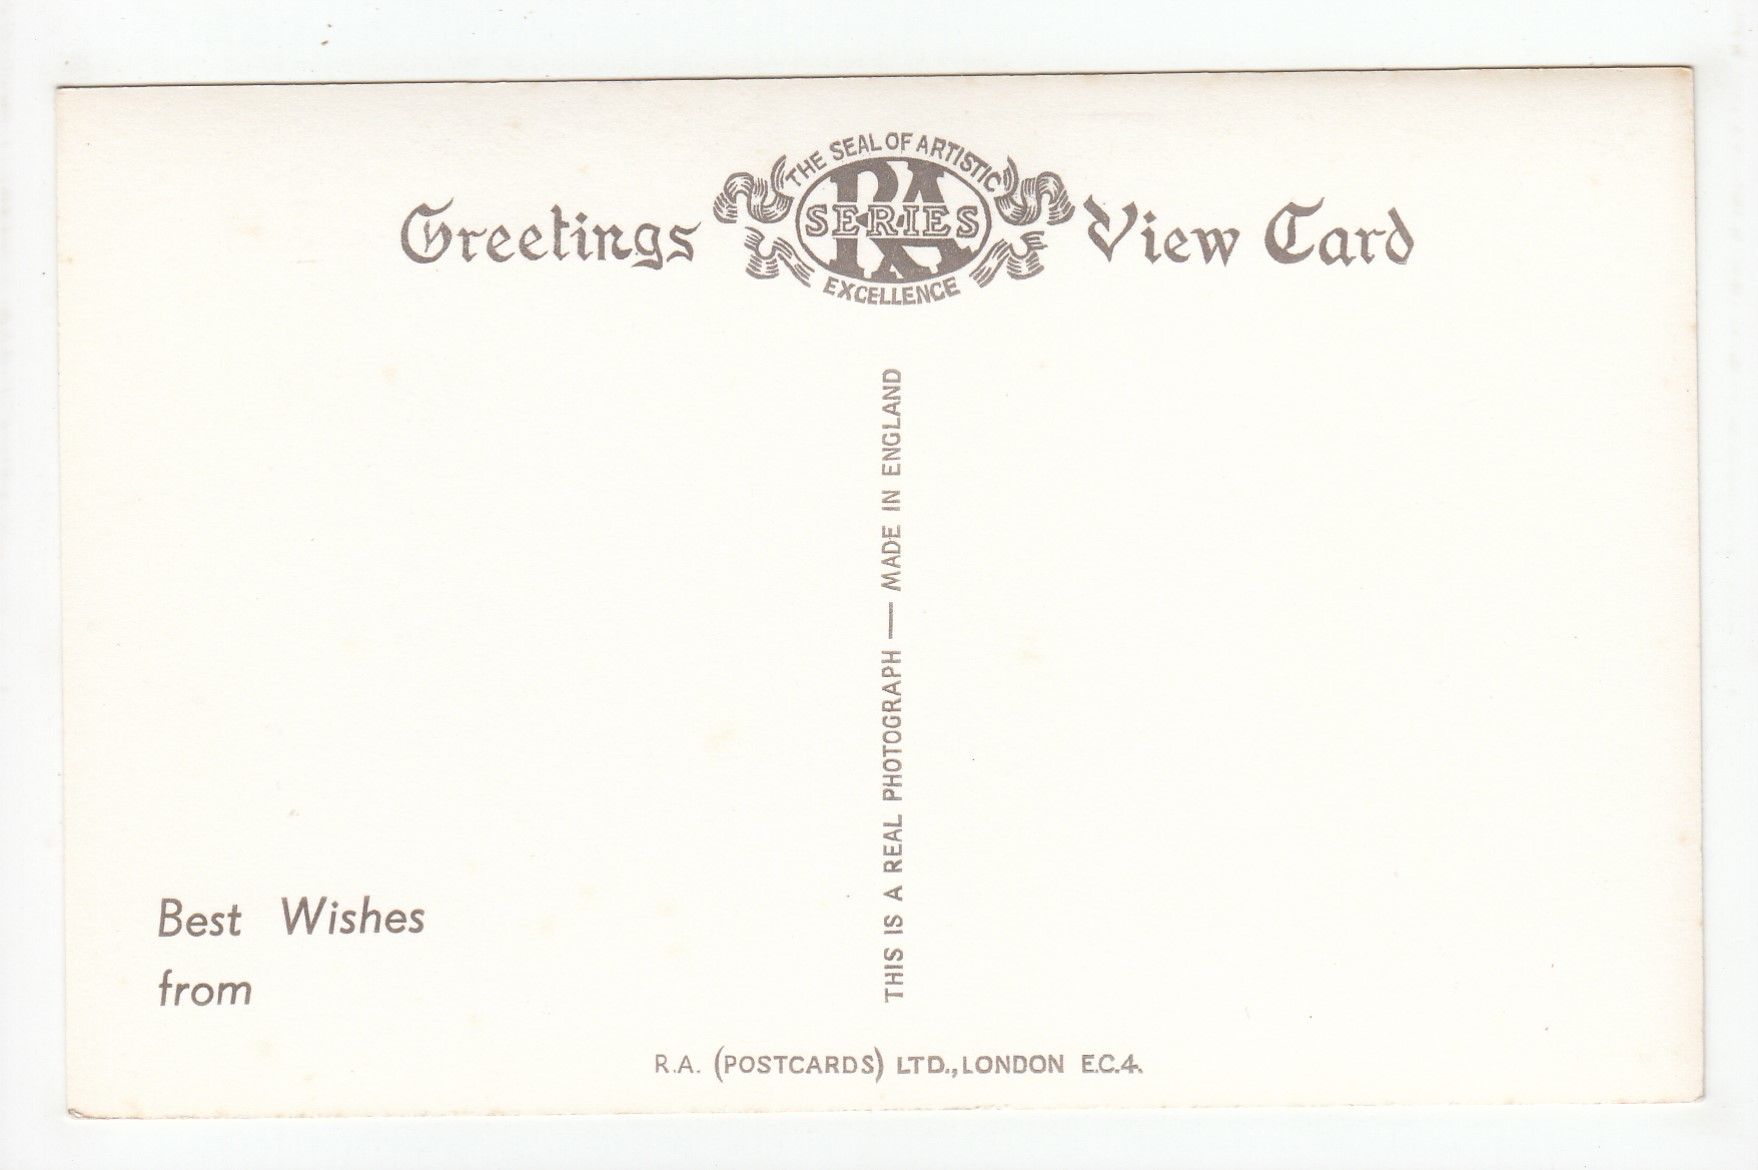 Greetings
THE SEAL OF ARTISTIC
RA
SERIES
EXCELLENCE
View Card
THIS IS A REAL PHOTOGRAPH — MADE IN ENGLAND
Best Wishes
from
R.A. (POSTCARDS) LTD., LONDON E.C.4.